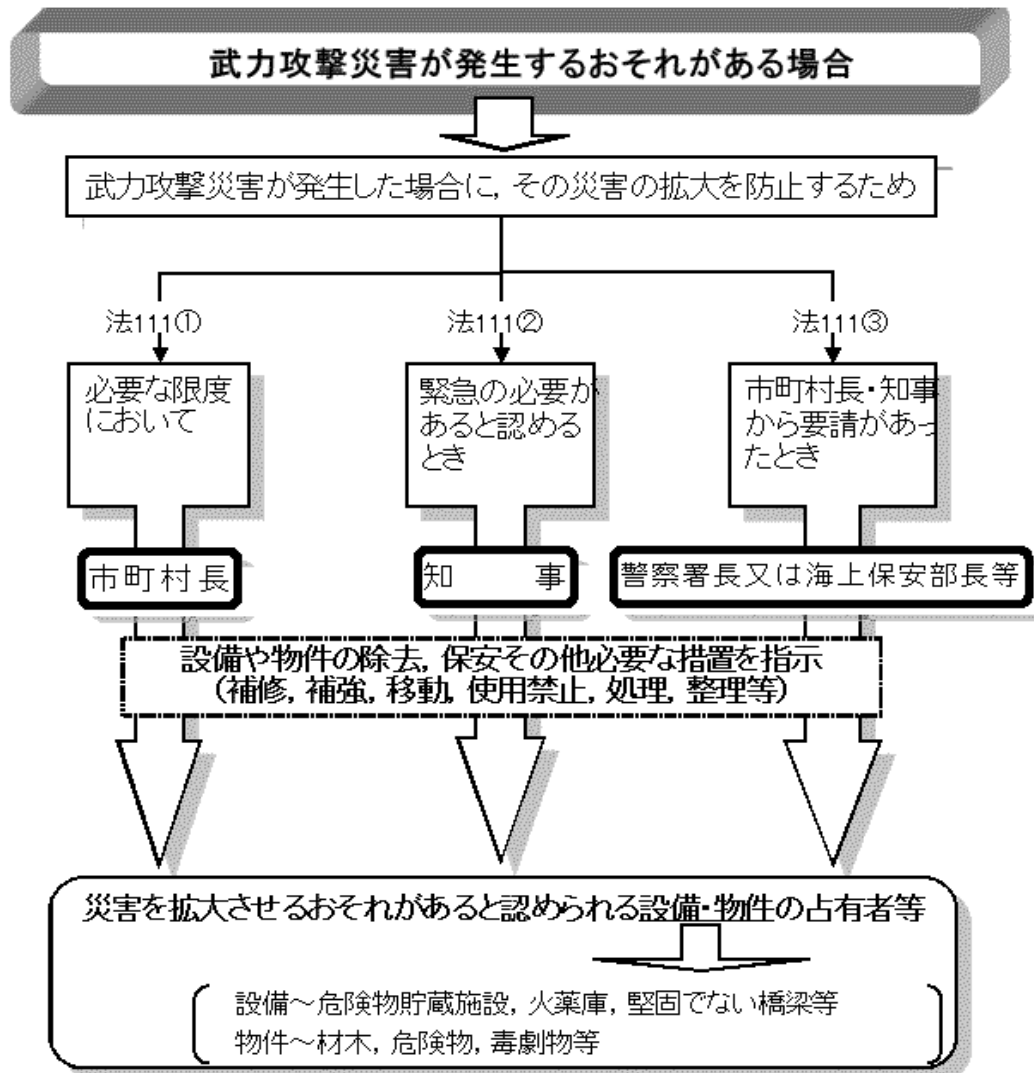 武力攻撃災害が発生するおそれがある場合
武力攻撃災害が発生した場合に，その災害の拡大を防止するため
法111①
法111②
法111③
必要な限度
において
緊急の必要が
あると認める
とき
市町村長・知事
から要請があっ
たとき
市町村長
知　　事
警察署長又は海上保安部長等
設備や物件の除去，保安その他必要な措置を指示
（補修，補強，移動，使用禁止，処理，整理等）
災害を拡大させるおそれがあると認められる設備・物件の占有者等
設備～危険物貯蔵施設，火薬庫，堅固でない橋梁等
物件～材木，危険物，毒劇物等